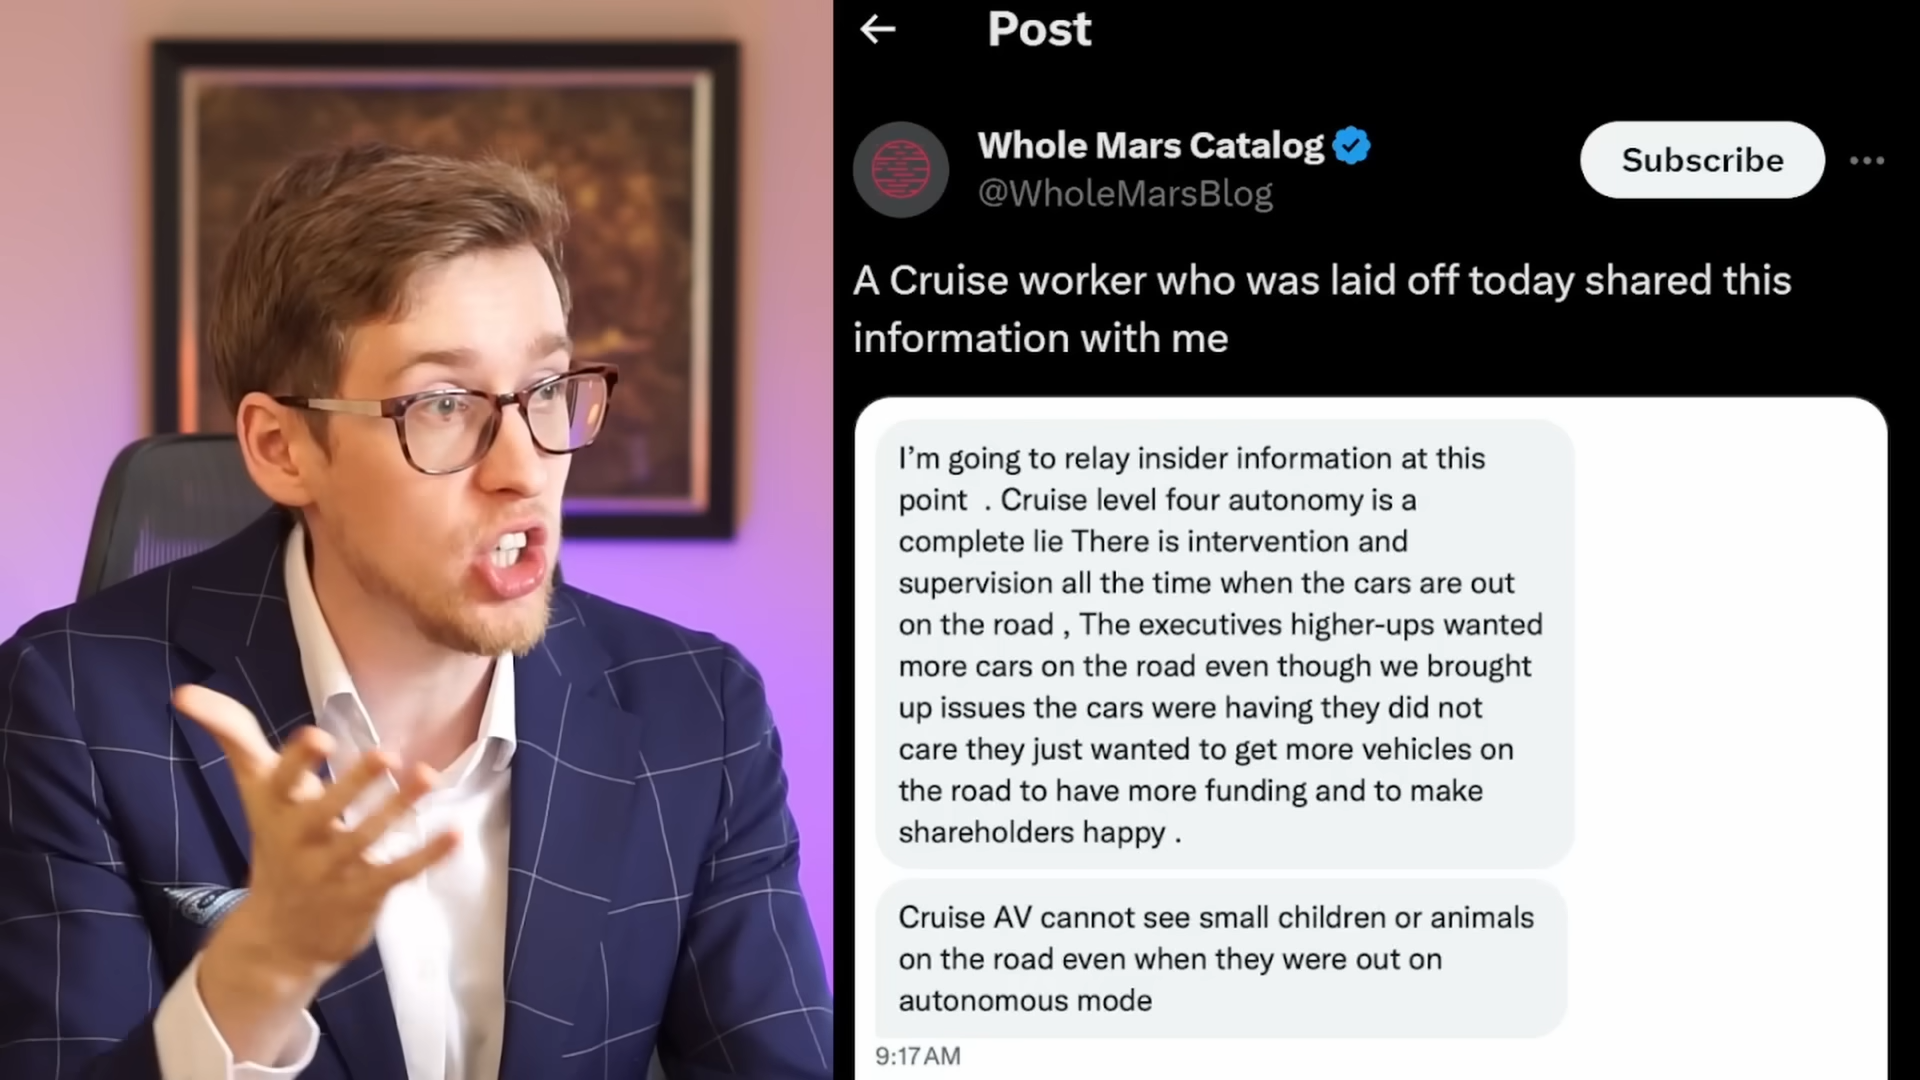 Post
Whole Mars Catalog
@WholeMarsBlog
Subscribe
A Cruise worker who was laid off today shared this
information with me
I’m going to relay insider information at this
point  . Cruise level four autonomy is a
complete lie There is intervention and
supervision all the time when the cars are out
on the road , The executives higher-ups wanted
more cars on the road even though we brought
up issues the cars were having they did not
care they just wanted to get more vehicles on
the road to have more funding and to make
shareholders happy .
Cruise AV cannot see small children or animals
on the road even when they were out on
autonomous mode
9:17 AM